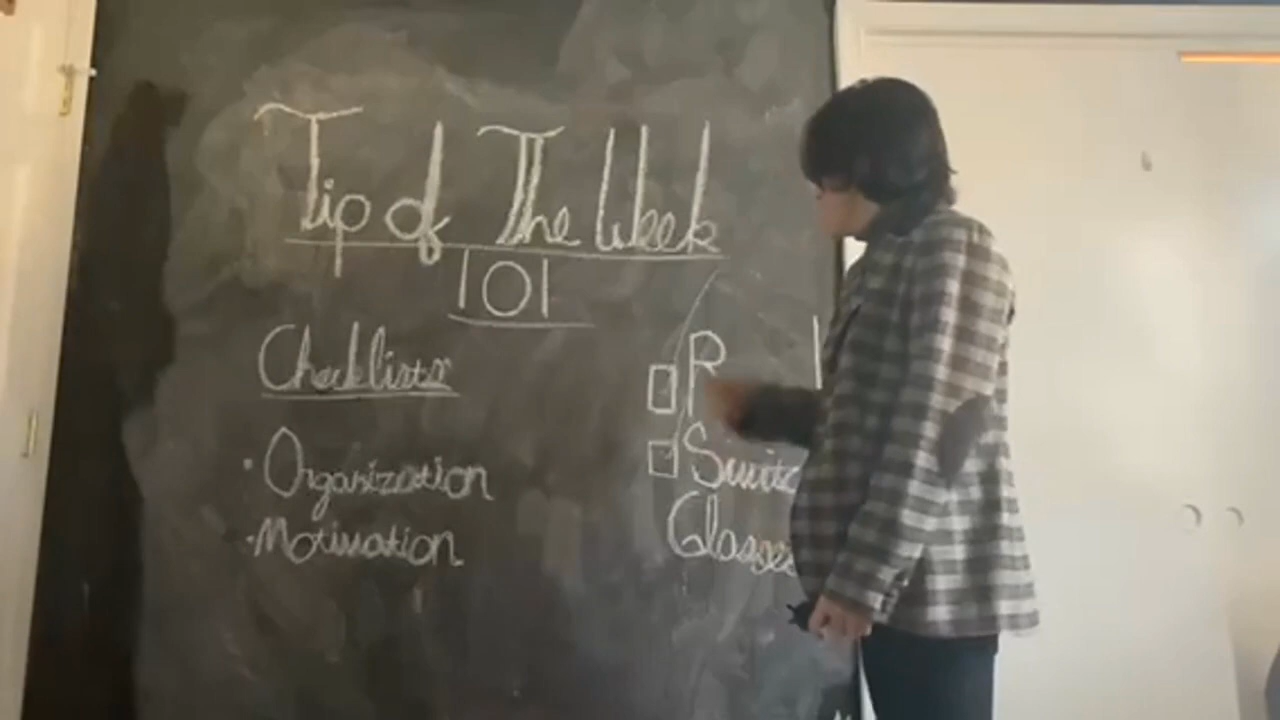 Tip of The Week
101
Checklists
• Organization
• Motivation
Glasses